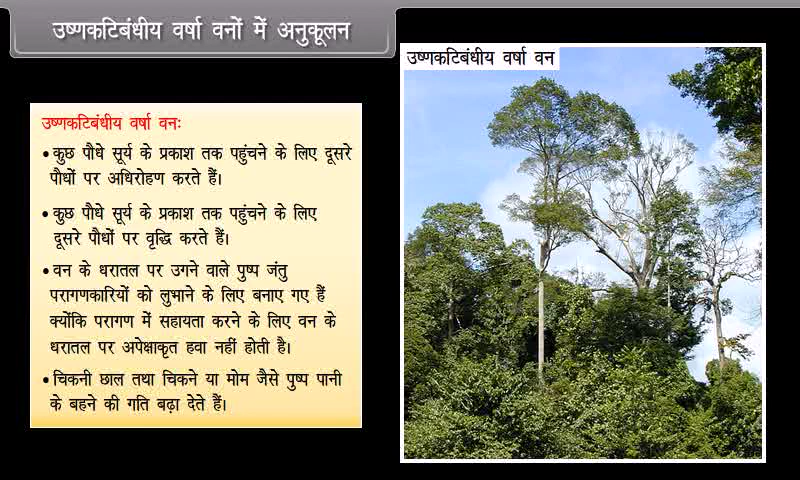 उष्णकटिबंधीय वर्षा वनों में अनुकूलन
उष्णकटिबंधीय वर्षा वन
उष्णकटिबंधीय वर्षा वन:
•कुछ पौधे सूर्य के प्रकाश तक पहुंचने के लिए दूसरे
पौधों पर अधिरोहण करते हैं।
•कुछ पौधे सूर्य के प्रकाश तक पहुंचने के लिए
दूसरे पौधों पर वृद्धि करते हैं।
•वन के धरातल पर उगने वाले पुष्प जंतु
परागणकारियों को लुभाने के लिए बनाए गए हैं
क्योंकि परागण में सहायता करने के लिए वन के
धरातल पर अपेक्षाकृत हवा नहीं होती है।
•चिकनी छाल तथा चिकने या मोम जैसे पुष्प पानी
के बहने की गति बढ़ा देते हैं।